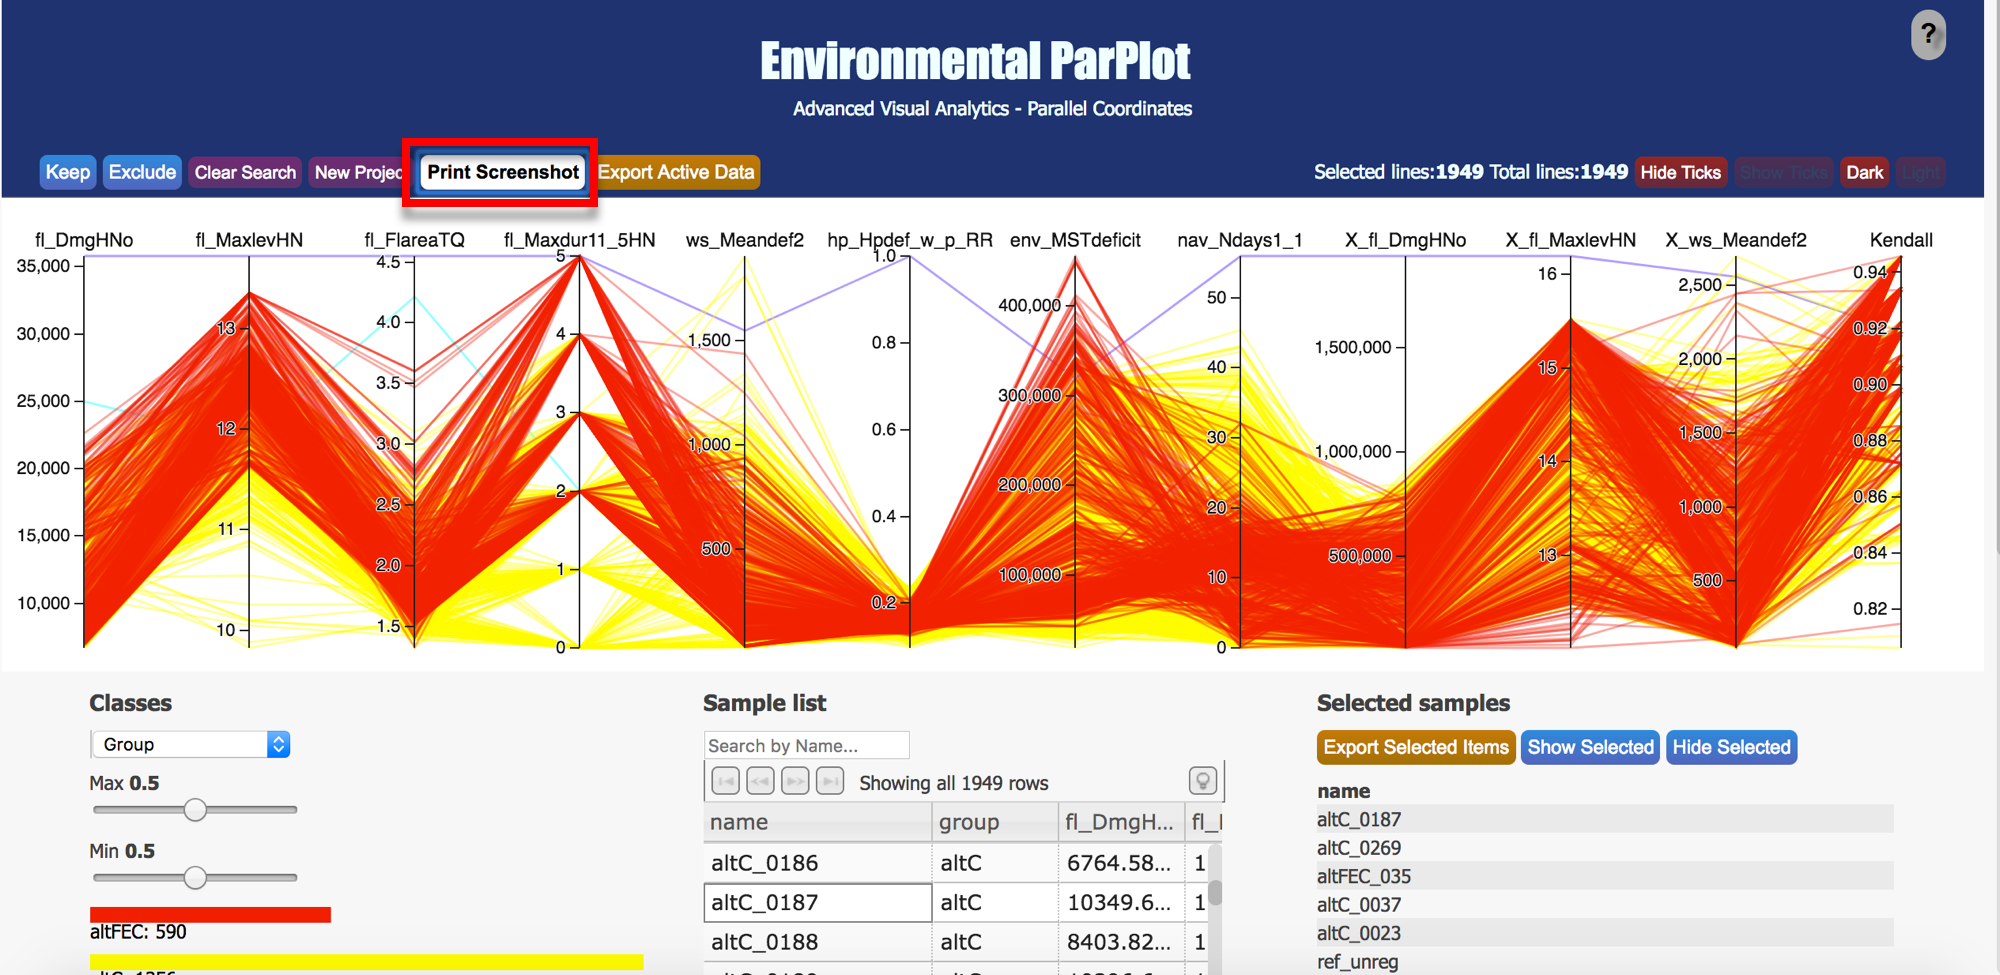 ?
Environmental ParPlot
Advanced Visual Analytics - Parallel Coordinates
Keep Exclude Clear Search New Projec Print Screenshot Export Active Data Selected lines:1949 Total lines:1949 Hide Ticks Show Ticks Dark Light
fl_DmgHNo fl_MaxlevHN fl_FlareaTQ fl_Maxdur11_5HN ws_Meandef2 hp_Hpdef_w_p_RR env_MSTdeficit nav_Ndays1_1 X_fl_DmgHNo X_fl_MaxlevHN X_ws_Meandef2 Kendall
35,000
30,000
25,000
20,000
15,000
10,000
13
12
11
10
4.5
4.0
3.5
3.0
2.5
2.0
1.5
5
4
3
2
1
0
1,500
1,000
500
1.0
0.8
0.6
0.4
0.2
400,000
300,000
200,000
100,000
50
40
30
20
10
0
1,500,000
1,000,000
500,000
16
15
14
13
2,500
2,000
1,500
1,000
500
0.94
0.92
0.90
0.88
0.86
0.84
0.82
Classes
Group
Max 0.5
Min 0.5
altFEC: 590
Sample list
Search by Name...
Showing all 1949 rows
name group fl_DmgH... fl_
altC_0186 altC 6764.58... 1
altC_0187 altC 10349.6... 1
altC_0188 altC 8403.82... 1
Selected samples
Export Selected Items Show Selected Hide Selected
name
altC_0187
altC_0269
altFEC_035
altC_0037
altC_0023
ref_unreg